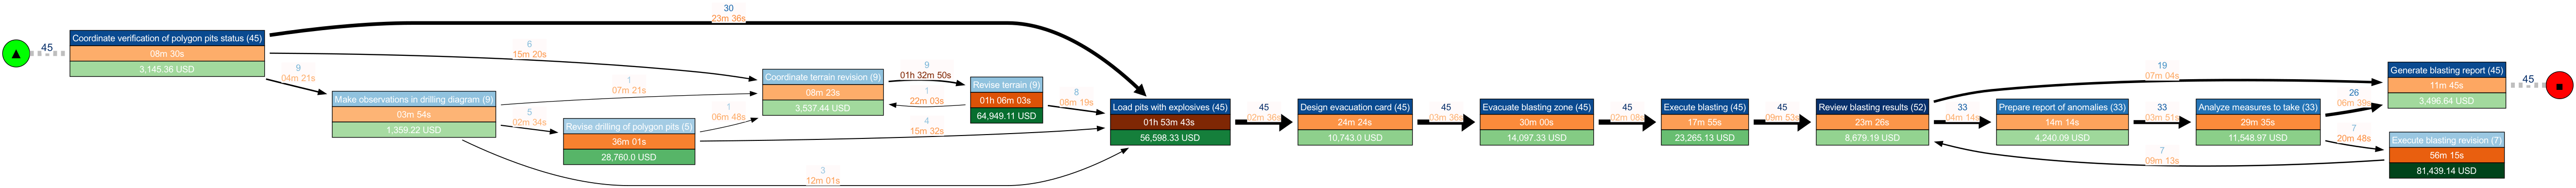 45
Coordinate verification of polygon pits status (45)
08m 30s
3,145.36 USD
30
23m 36s
6
15m 20s
9
04m 21s
Make observations in drilling diagram (9)
03m 54s
1,359.22 USD
1
07m 21s
5
02m 34s
Revise drilling of polygon pits (5)
36m 01s
28,760.0 USD
1
06m 48s
4
15m 32s
3
12m 01s
Coordinate terrain revision (9)
08m 23s
3,537.44 USD
9
01h 32m 50s
1
22m 03s
Revise terrain (9)
01h 06m 03s
64,949.11 USD
8
08m 19s
Load pits with explosives (45)
01h 53m 43s
56,598.33 USD
45
02m 36s
Design evacuation card (45)
24m 24s
10,743.0 USD
45
03m 36s
Evacuate blasting zone (45)
30m 00s
14,097.33 USD
45
02m 08s
Execute blasting (45)
17m 55s
23,265.13 USD
45
09m 53s
Review blasting results (52)
23m 26s
8,679.19 USD
19
07m 04s
33
04m 14s
Prepare report of anomalies (33)
14m 14s
4,240.09 USD
33
03m 51s
Analyze measures to take (33)
29m 35s
11,548.97 USD
26
06m 39s
7
20m 48s
7
09m 13s
Generate blasting report (45)
11m 45s
3,496.64 USD
Execute blasting revision (7)
56m 15s
81,439.14 USD
45